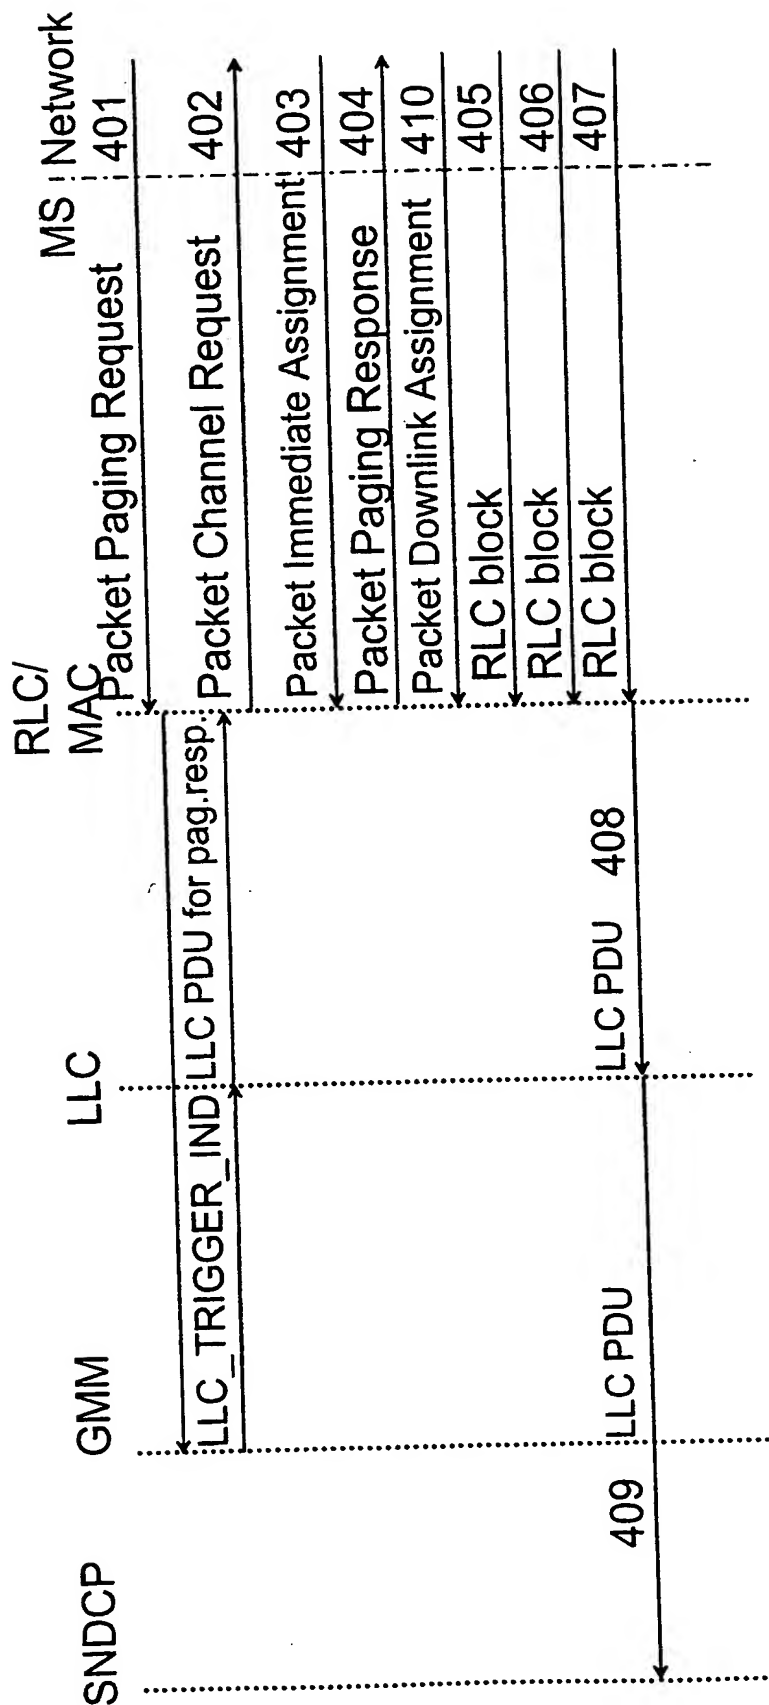 SNDCP
GMM
LLC
RLC/
MAC
MS
Network
Packet Paging Request
401
LLC_TRIGGER_IND
LLC PDU for pag.resp.
Packet Channel Request
402
Packet Immediate Assignment
403
Packet Paging Response
404
Packet Downlink Assignment
410
RLC block
405
RLC block
406
RLC block
407
LLC PDU
408
LLC PDU
409